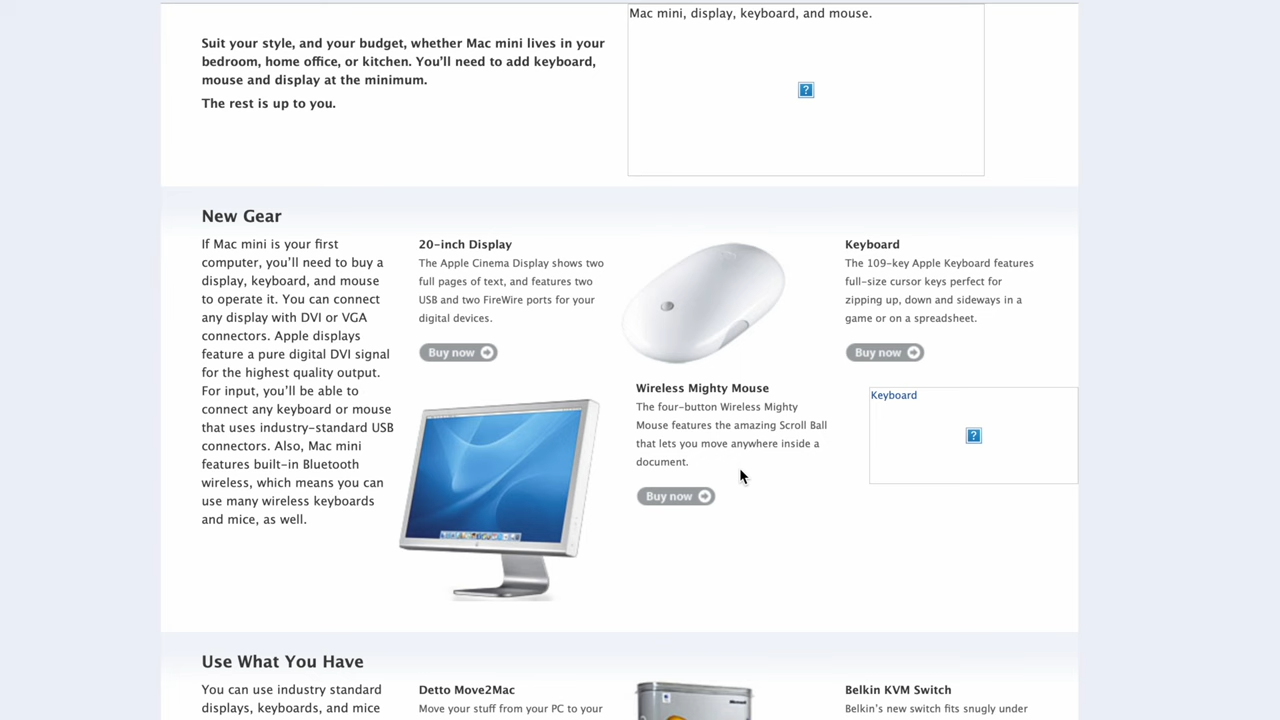 Mac mini, display, keyboard, and mouse.
Suit your style, and your budget, whether Mac mini lives in your
bedroom, home office, or kitchen. You'll need to add keyboard,
mouse and display at the minimum.
The rest is up to you.
New Gear
If Mac mini is your first
computer, you'll need to buy a
display, keyboard, and mouse
to operate it. You can connect
any display with DVI or VGA
connectors. Apple displays
feature a pure digital DVI signal
for the highest quality output.
For input, you'll be able to
connect any keyboard or mouse
that uses industry-standard USB
connectors. Also, Mac mini
features built-in Bluetooth
wireless, which means you can
use many wireless keyboards
and mice, as well.
20-inch Display
The Apple Cinema Display shows two
full pages of text, and features two
USB and two FireWire ports for your
digital devices.
Buy now
Wireless Mighty Mouse
The four-button Wireless Mighty
Mouse features the amazing Scroll Ball
that lets you move anywhere inside a
document.
Buy now
Keyboard
The 109-key Apple Keyboard features
full-size cursor keys perfect for
zipping up, down and sideways in a
game or on a spreadsheet.
Buy now
Keyboard
Use What You Have
You can use industry standard
displays, keyboards, and mice
Detto Move2Mac
Move your stuff from your PC to your
Belkin KVM Switch
Belkin's new switch fits snugly under